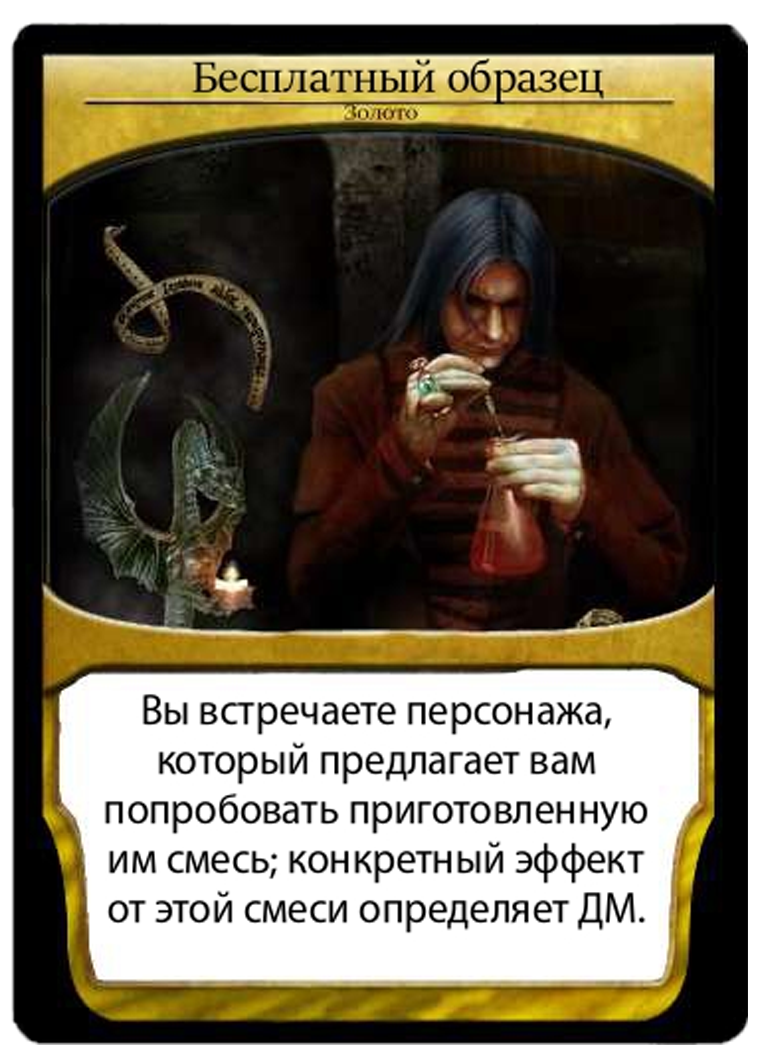 Бесплатный образец
Золото
Вы встречаете персонажа,
который предлагает вам
попробовать приготовленную
им смесь; конкретный эффект
от этой смеси определяет ДМ.